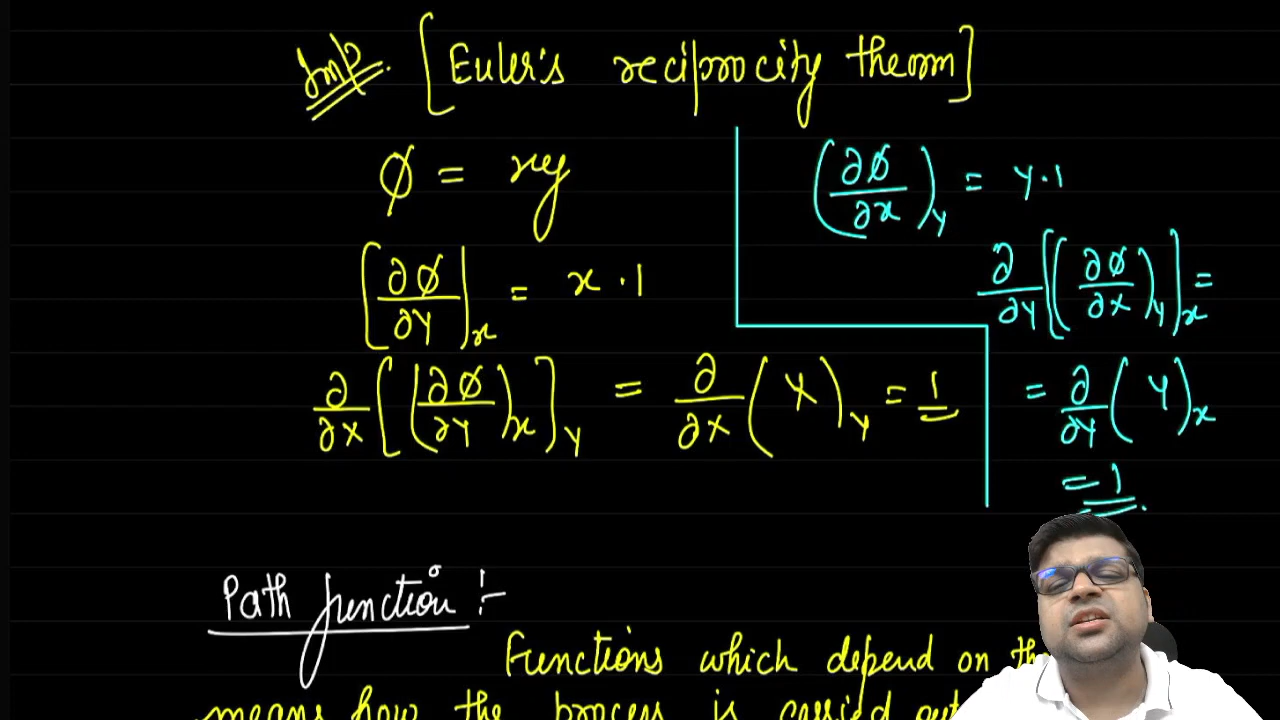 Imp. [Euler's reciprocity theorm]
φ = xy
[∂φ/∂y]x = x · 1
∂/∂x [(∂φ/∂y)x]y = ∂/∂x (x)y = 1
(∂φ/∂x)y = y · 1
∂/∂y [(∂φ/∂x)y]x =
= ∂/∂y (y)x
= 1
Path function :-
Functions which depend on the
means how the process is carried out